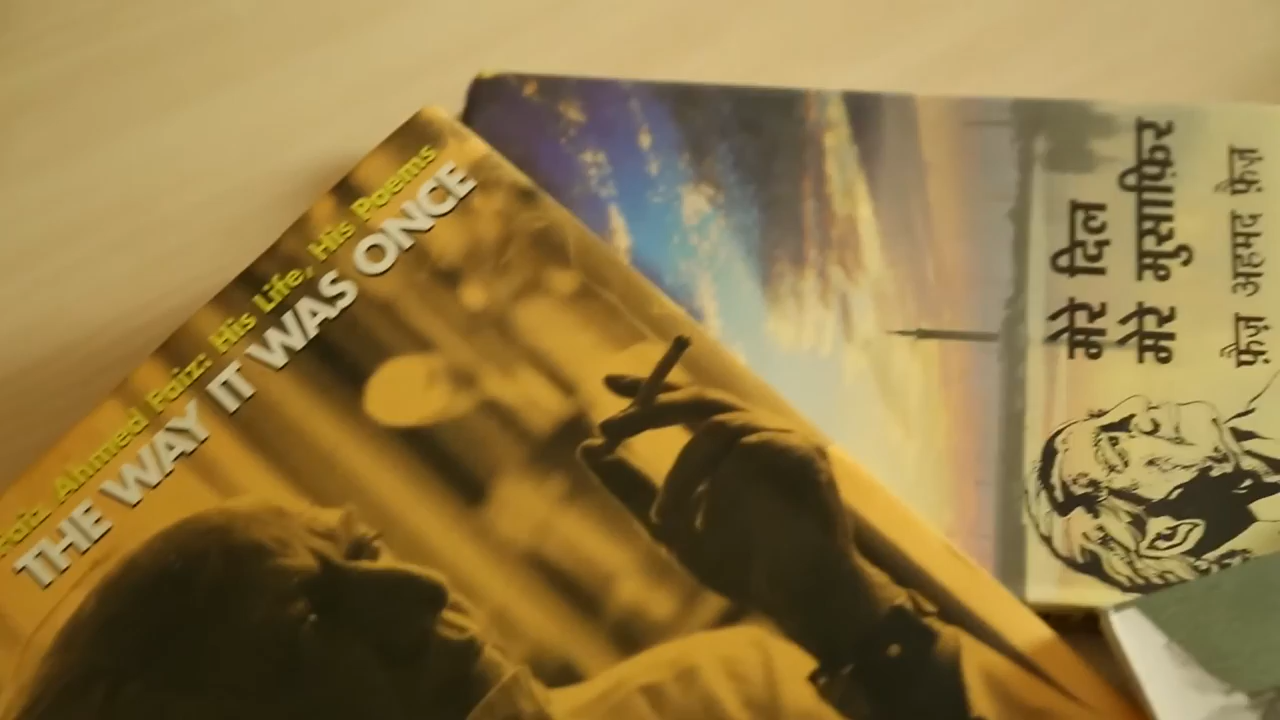 Faiz Ahmed Faiz: His Life, His Poems
THE WAY IT WAS ONCE
मेरे दिल
मेरे मुसाफ़िर
फ़ैज़ अहमद फ़ैज़